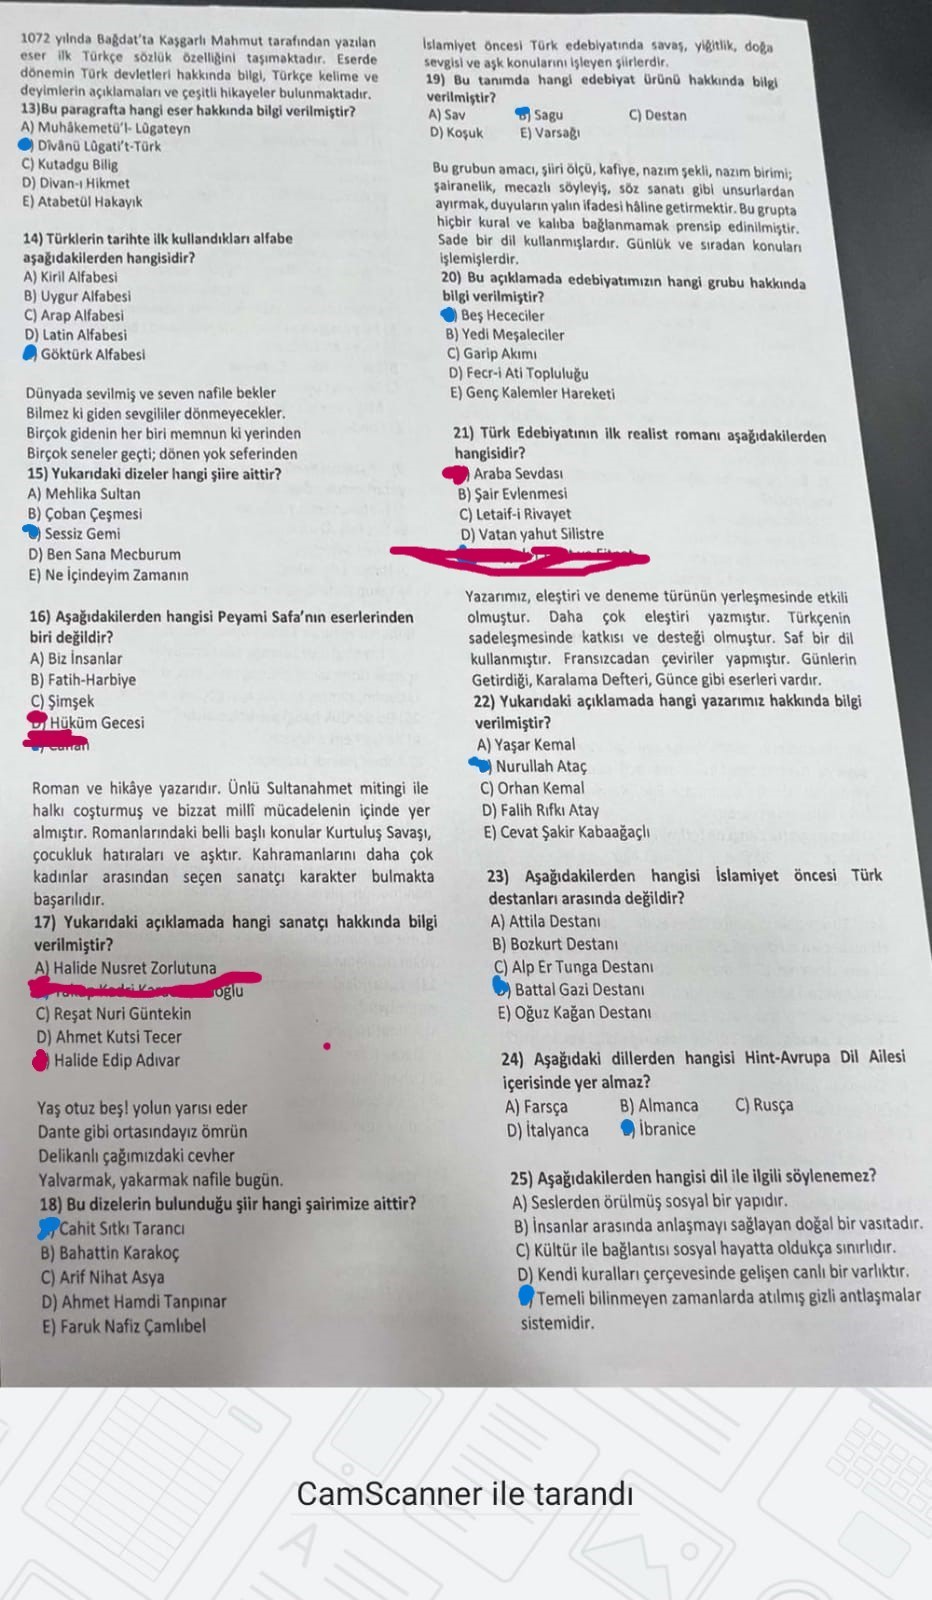 1072 yılnda Bağdat'ta Kaşgarlı Mahmut tarafından yazılan
eser ilk Türkçe sözlük özelliğini taşımaktadır. Eserde
dönemin Türk devletleri hakkında bilgi, Türkçe kelime ve
deyimlerin açıklamaları ve çeşitli hikayeler bulunmaktadır.
13)Bu paragrafta hangi eser hakkında bilgi verilmiştir?
A) Muhâkemetü'l- Lûgateyn
Dîvânü Lûgati't-Türk
C) Kutadgu Bilig
D) Divan-ı Hikmet
E) Atabetül Hakayık
14) Türklerin tarihte ilk kullandıkları alfabe
aşağıdakilerden hangisidir?
A) Kiril Alfabesi
B) Uygur Alfabesi
C) Arap Alfabesi
D) Latin Alfabesi
Göktürk Alfabesi
Dünyada sevilmiş ve seven nafile bekler
Bilmez ki giden sevgililer dönmeyecekler.
Birçok gidenin her biri memnun ki yerinden
Birçok seneler geçti; dönen yok seferinden
15) Yukarıdaki dizeler hangi şiire aittir?
A) Mehlika Sultan
B) Çoban Çeşmesi
) Sessiz Gemi
D) Ben Sana Mecburum
E) Ne İçindeyim Zamanın
16) Aşağıdakilerden hangisi Peyami Safa'nın eserlerinden
biri değildir?
A) Biz İnsanlar
B) Fatih-Harbiye
C) Şimşek
D) Hüküm Gecesi
17) Roman ve hikâye yazarıdır. Ünlü Sultanahmet mitingi ile
halkı coşturmuş ve bizzat millî mücadelenin içinde yer
almıştır. Romanlarındaki belli başlı konular Kurtuluş Savaşı,
çocukluk hatıraları ve aşktır. Kahramanlarını daha çok
kadınlar arasından seçen sanatçı karakter bulmakta
başarılıdır.
17) Yukarıdaki açıklamada hangi sanatçı hakkında bilgi
verilmiştir?
A) Halide Nusret Zorlutuna
oğlu
C) Reşat Nuri Güntekin
D) Ahmet Kutsi Tecer
) Halide Edip Adıvar
Yaş otuz beş! yolun yarısı eder
Dante gibi ortasındayız ömrün
Delikanlı çağımızdaki cevher
Yalvarmak, yakarmak nafile bugün.
18) Bu dizelerin bulunduğu şiir hangi şairimize aittir?
Cahit Sıtkı Tarancı
B) Bahattin Karakoç
C) Arif Nihat Asya
D) Ahmet Hamdi Tanpınar
E) Faruk Nafiz Çamlıbel
İslamiyet öncesi Türk edebiyatında savaş, yiğitlik, doğa
sevgisi ve aşk konularını işleyen şiirlerdir.
19) Bu tanımda hangi edebiyat ürünü hakkında bilgi
verilmiştir?
A) Sav ) Sagu C) Destan
D) Koşuk E) Varsağı
Bu grubun amacı, şiiri ölçü, kafiye, nazım şekli, nazım birimi;
şairanelik, mecazlı söyleyiş, söz sanatı gibi unsurlardan
ayırmak, duyuların yalın ifadesi hâline getirmektir. Bu grupta
hiçbir kural ve kalıba bağlanmamak prensip edinilmiştir.
Sade bir dil kullanmışlardır. Günlük ve sıradan konuları
işlemişlerdir.
20) Bu açıklamada edebiyatımızın hangi grubu hakkında
bilgi verilmiştir?
) Beş Hececiler
B) Yedi Meşaleciler
C) Garip Akımı
D) Fecr-i Ati Topluluğu
E) Genç Kalemler Hareketi
21) Türk Edebiyatının ilk realist romanı aşağıdakilerden
hangisidir?
) Araba Sevdası
B) Şair Evlenmesi
C) Letaif-i Rivayet
D) Vatan yahut Silistre
Yazarımız, eleştiri ve deneme türünün yerleşmesinde etkili
olmuştur. Daha çok eleştiri yazmıştır. Türkçenin
sadeleşmesinde katkısı ve desteği olmuştur. Saf bir dil
kullanmıştır. Fransızcadan çeviriler yapmıştır. Günlerin
Getirdiği, Karalama Defteri, Günce gibi eserleri vardır.
22) Yukarıdaki açıklamada hangi yazarımız hakkında bilgi
verilmiştir?
A) Yaşar Kemal
) Nurullah Ataç
C) Orhan Kemal
D) Falih Rıfkı Atay
E) Cevat Şakir Kabaağaçlı
23) Aşağıdakilerden hangisi İslamiyet öncesi Türk
destanları arasında değildir?
A) Attila Destanı
B) Bozkurt Destanı
C) Alp Er Tunga Destanı
) Battal Gazi Destanı
E) Oğuz Kağan Destanı
24) Aşağıdaki dillerden hangisi Hint-Avrupa Dil Ailesi
içerisinde yer almaz?
A) Farsça B) Almanca C) Rusça
D) İtalyanca ) İbranice
25) Aşağıdakilerden hangisi dil ile ilgili söylenemez?
A) Seslerden örülmüş sosyal bir yapıdır.
B) İnsanlar arasında anlaşmayı sağlayan doğal bir vasıtadır.
C) Kültür ile bağlantısı sosyal hayatta oldukça sınırlıdır.
D) Kendi kuralları çerçevesinde gelişen canlı bir varlıktır.
Temeli bilinmeyen zamanlarda atılmış gizli antlaşmalar
sistemidir.
CamScanner ile tarandı